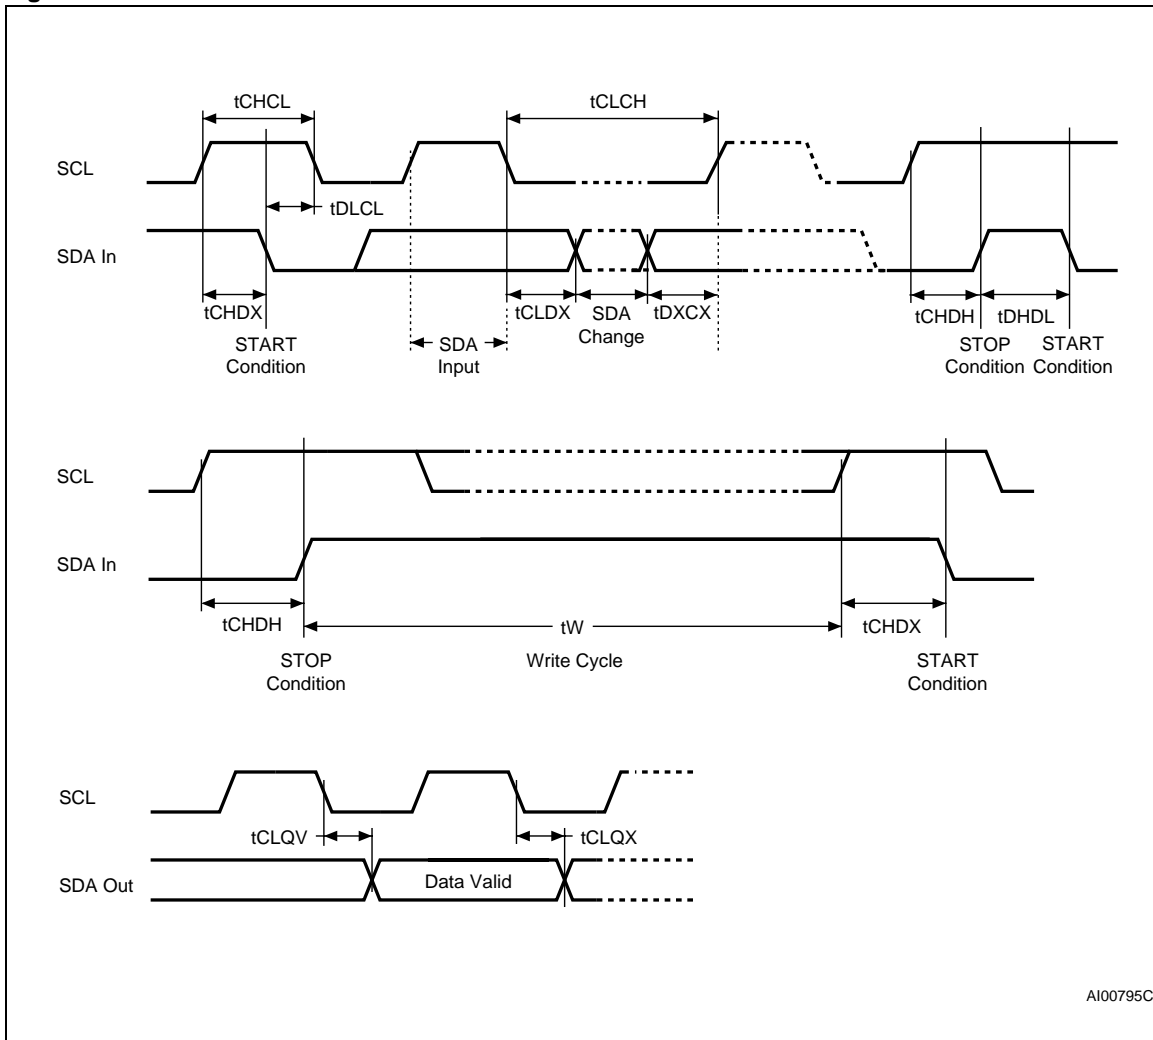 tCHCL
tCLCH
SCL
tDLCL
SDA In
tCHDX
tCLDX
SDA
Change
tDXCX
tCHDH
tDHDL
START
Condition
SDA
Input
STOP
Condition
START
Condition
SCL
SDA In
tCHDH
tW
tCHDX
STOP
Condition
Write Cycle
START
Condition
SCL
tCLQV
tCLQX
SDA Out
Data Valid
AI00795C